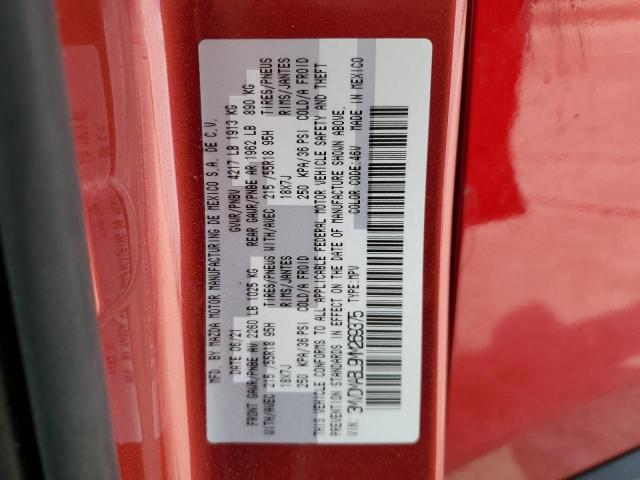 MFD. BY MAZDA MOTOR MANUFACTURING DE MEXICO S.A. DE C.V.
DATE 06/21 GVWR/PNBV 4217 LB 1913 KG
FRONT GAWR/PNBE AV 2260 LB 1025 KG REAR GAWR/PNBE AR 1962 LB 890 KG
WITH/AVEC 215 /55R18 95H TIRES/PNEUS WITH/AVEC 215 /55R18 95H TIRES/PNEUS
18X7J RIMS/JANTES 18X7J RIMS/JANTES
250 KPA/36 PSI COLD/A FROID 250 KPA/36 PSI COLD/A FROID
THIS VEHICLE CONFORMS TO ALL APPLICABLE FEDERAL MOTOR VEHICLE SAFETY AND THEFT
PREVENTION STANDARDS IN EFFECT ON THE DATE OF MANUFACTURE SHOWN ABOVE.
VIN: 3MVDMABL9MM269375 TYPE:MPV COLOR CODE:46V MADE IN MEXICO